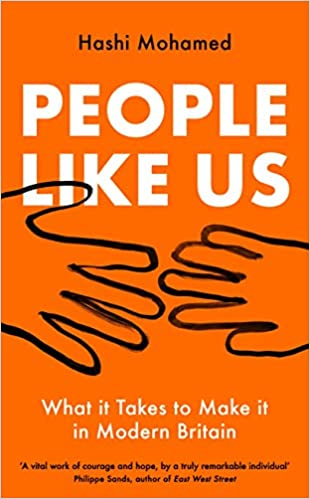 Hashi Mohamed
PEOPLE
LIKE US
What it Takes to Make it
in Modern Britain
‘A vital work of courage and hope, by a truly remarkable individual’
Philippe Sands, author of East West Street